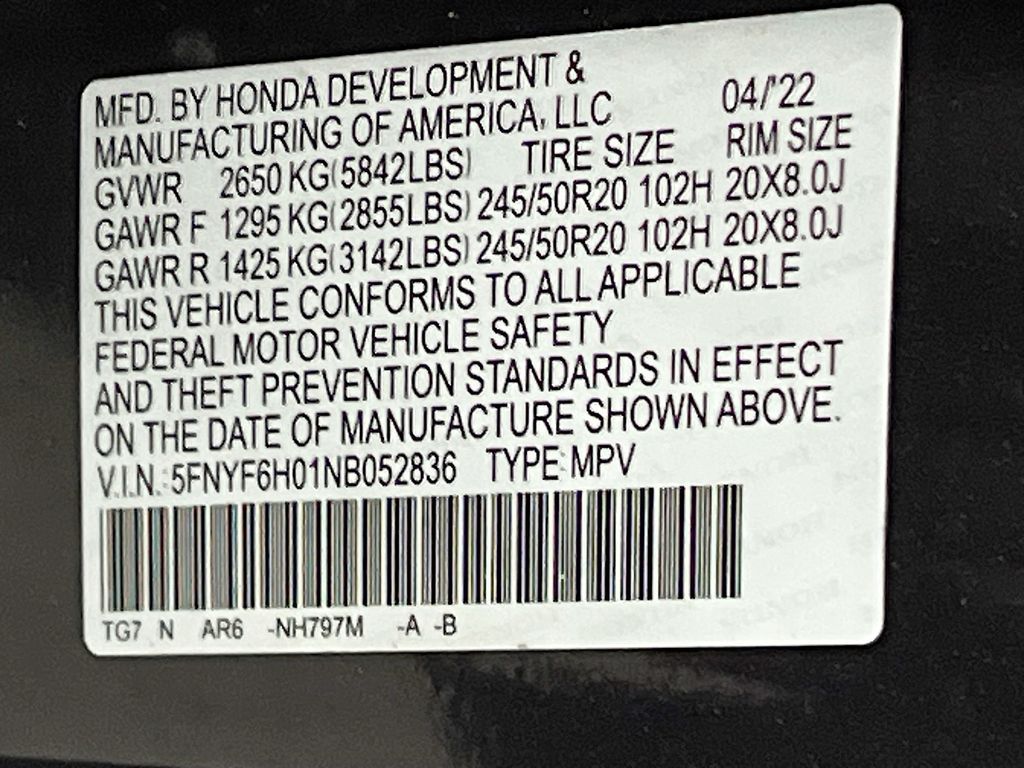 MFD. BY HONDA DEVELOPMENT &
MANUFACTURING OF AMERICA, LLC 04/'22
GVWR 2650 KG(5842LBS) TIRE SIZE RIM SIZE
GAWR F 1295 KG(2855LBS) 245/50R20 102H 20X8.0J
GAWR R 1425 KG(3142LBS) 245/50R20 102H 20X8.0J
THIS VEHICLE CONFORMS TO ALL APPLICABLE
FEDERAL MOTOR VEHICLE SAFETY
AND THEFT PREVENTION STANDARDS IN EFFECT
ON THE DATE OF MANUFACTURE SHOWN ABOVE.
V.I.N.:5FNYF6H01NB052836 TYPE:MPV
TG7 N AR6 -NH797M -A -B